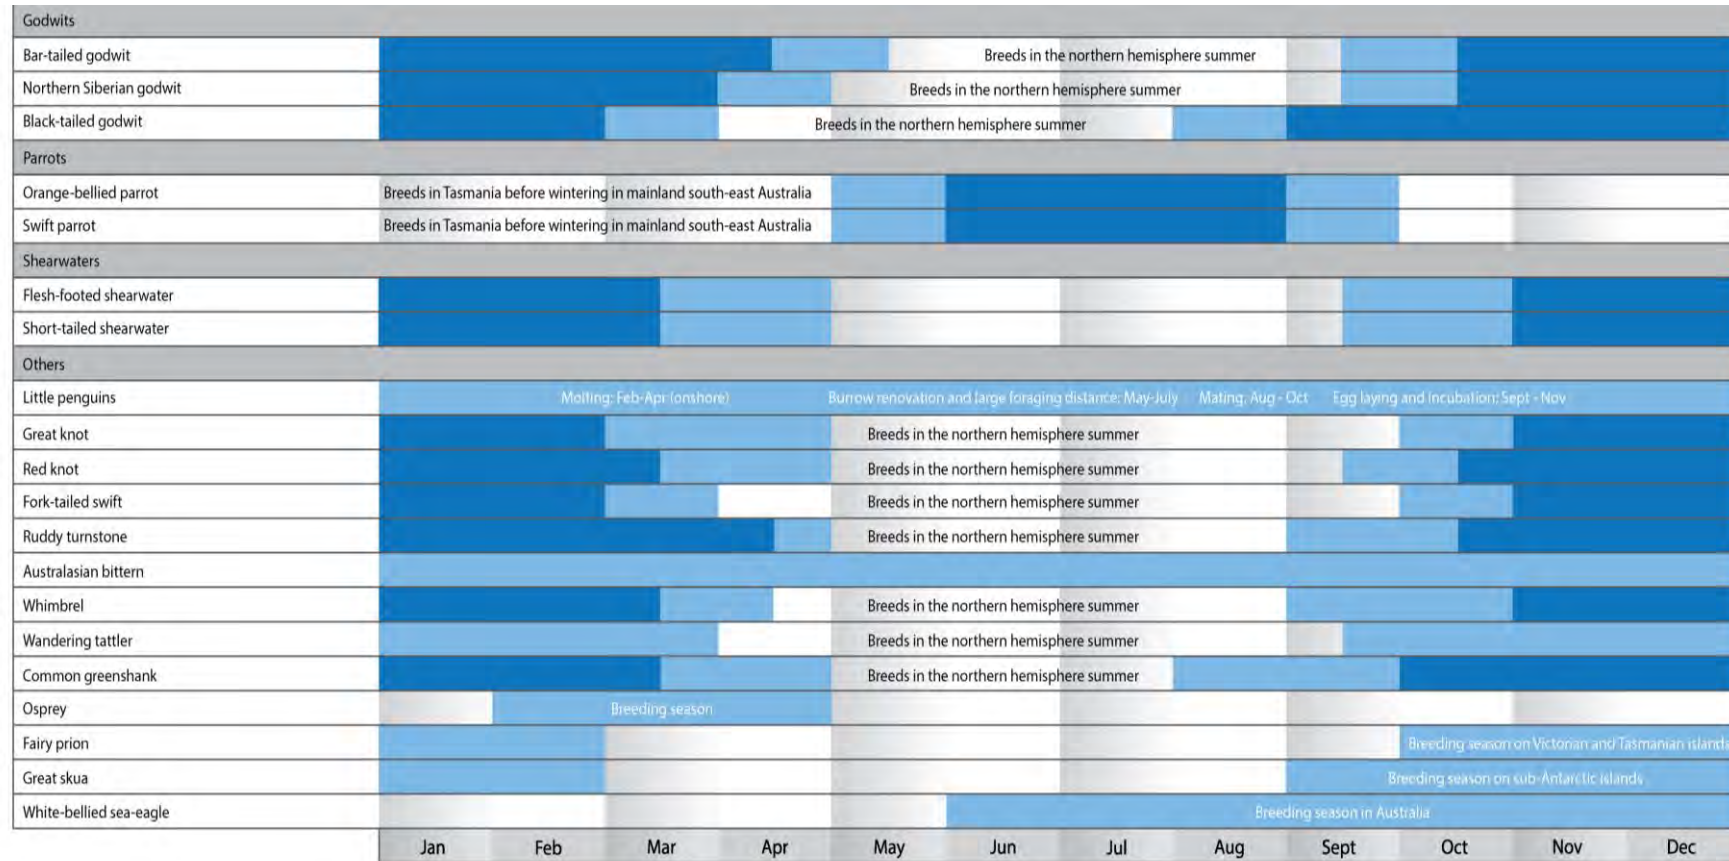 Godwits
Bar-tailed godwit Breeds in the northern hemisphere summer
Northern Siberian godwit Breeds in the northern hemisphere summer
Black-tailed godwit Breeds in the northern hemisphere summer
Parrots
Orange-bellied parrot Breeds in Tasmania before wintering in mainland south-east Australia
Swift parrot Breeds in Tasmania before wintering in mainland south-east Australia
Shearwaters
Flesh-footed shearwater
Short-tailed shearwater
Others
Little penguins Molting: Feb-Apr (onshore) Burrow renovation and large foraging distance: May-July Mating: Aug - Oct Egg laying and incubation: Sept - Nov
Great knot Breeds in the northern hemisphere summer
Red knot Breeds in the northern hemisphere summer
Fork-tailed swift Breeds in the northern hemisphere summer
Ruddy turnstone Breeds in the northern hemisphere summer
Australasian bittern
Whimbrel Breeds in the northern hemisphere summer
Wandering tattler Breeds in the northern hemisphere summer
Common greenshank Breeds in the northern hemisphere summer
Osprey Breeding season
Fairy prion Breeding season on Victorian and Tasmanian islands
Great skua Breeding season on sub-Antarctic islands
White-bellied sea-eagle Breeding season in Australia
Jan Feb Mar Apr May Jun Jul Aug Sept Oct Nov Dec